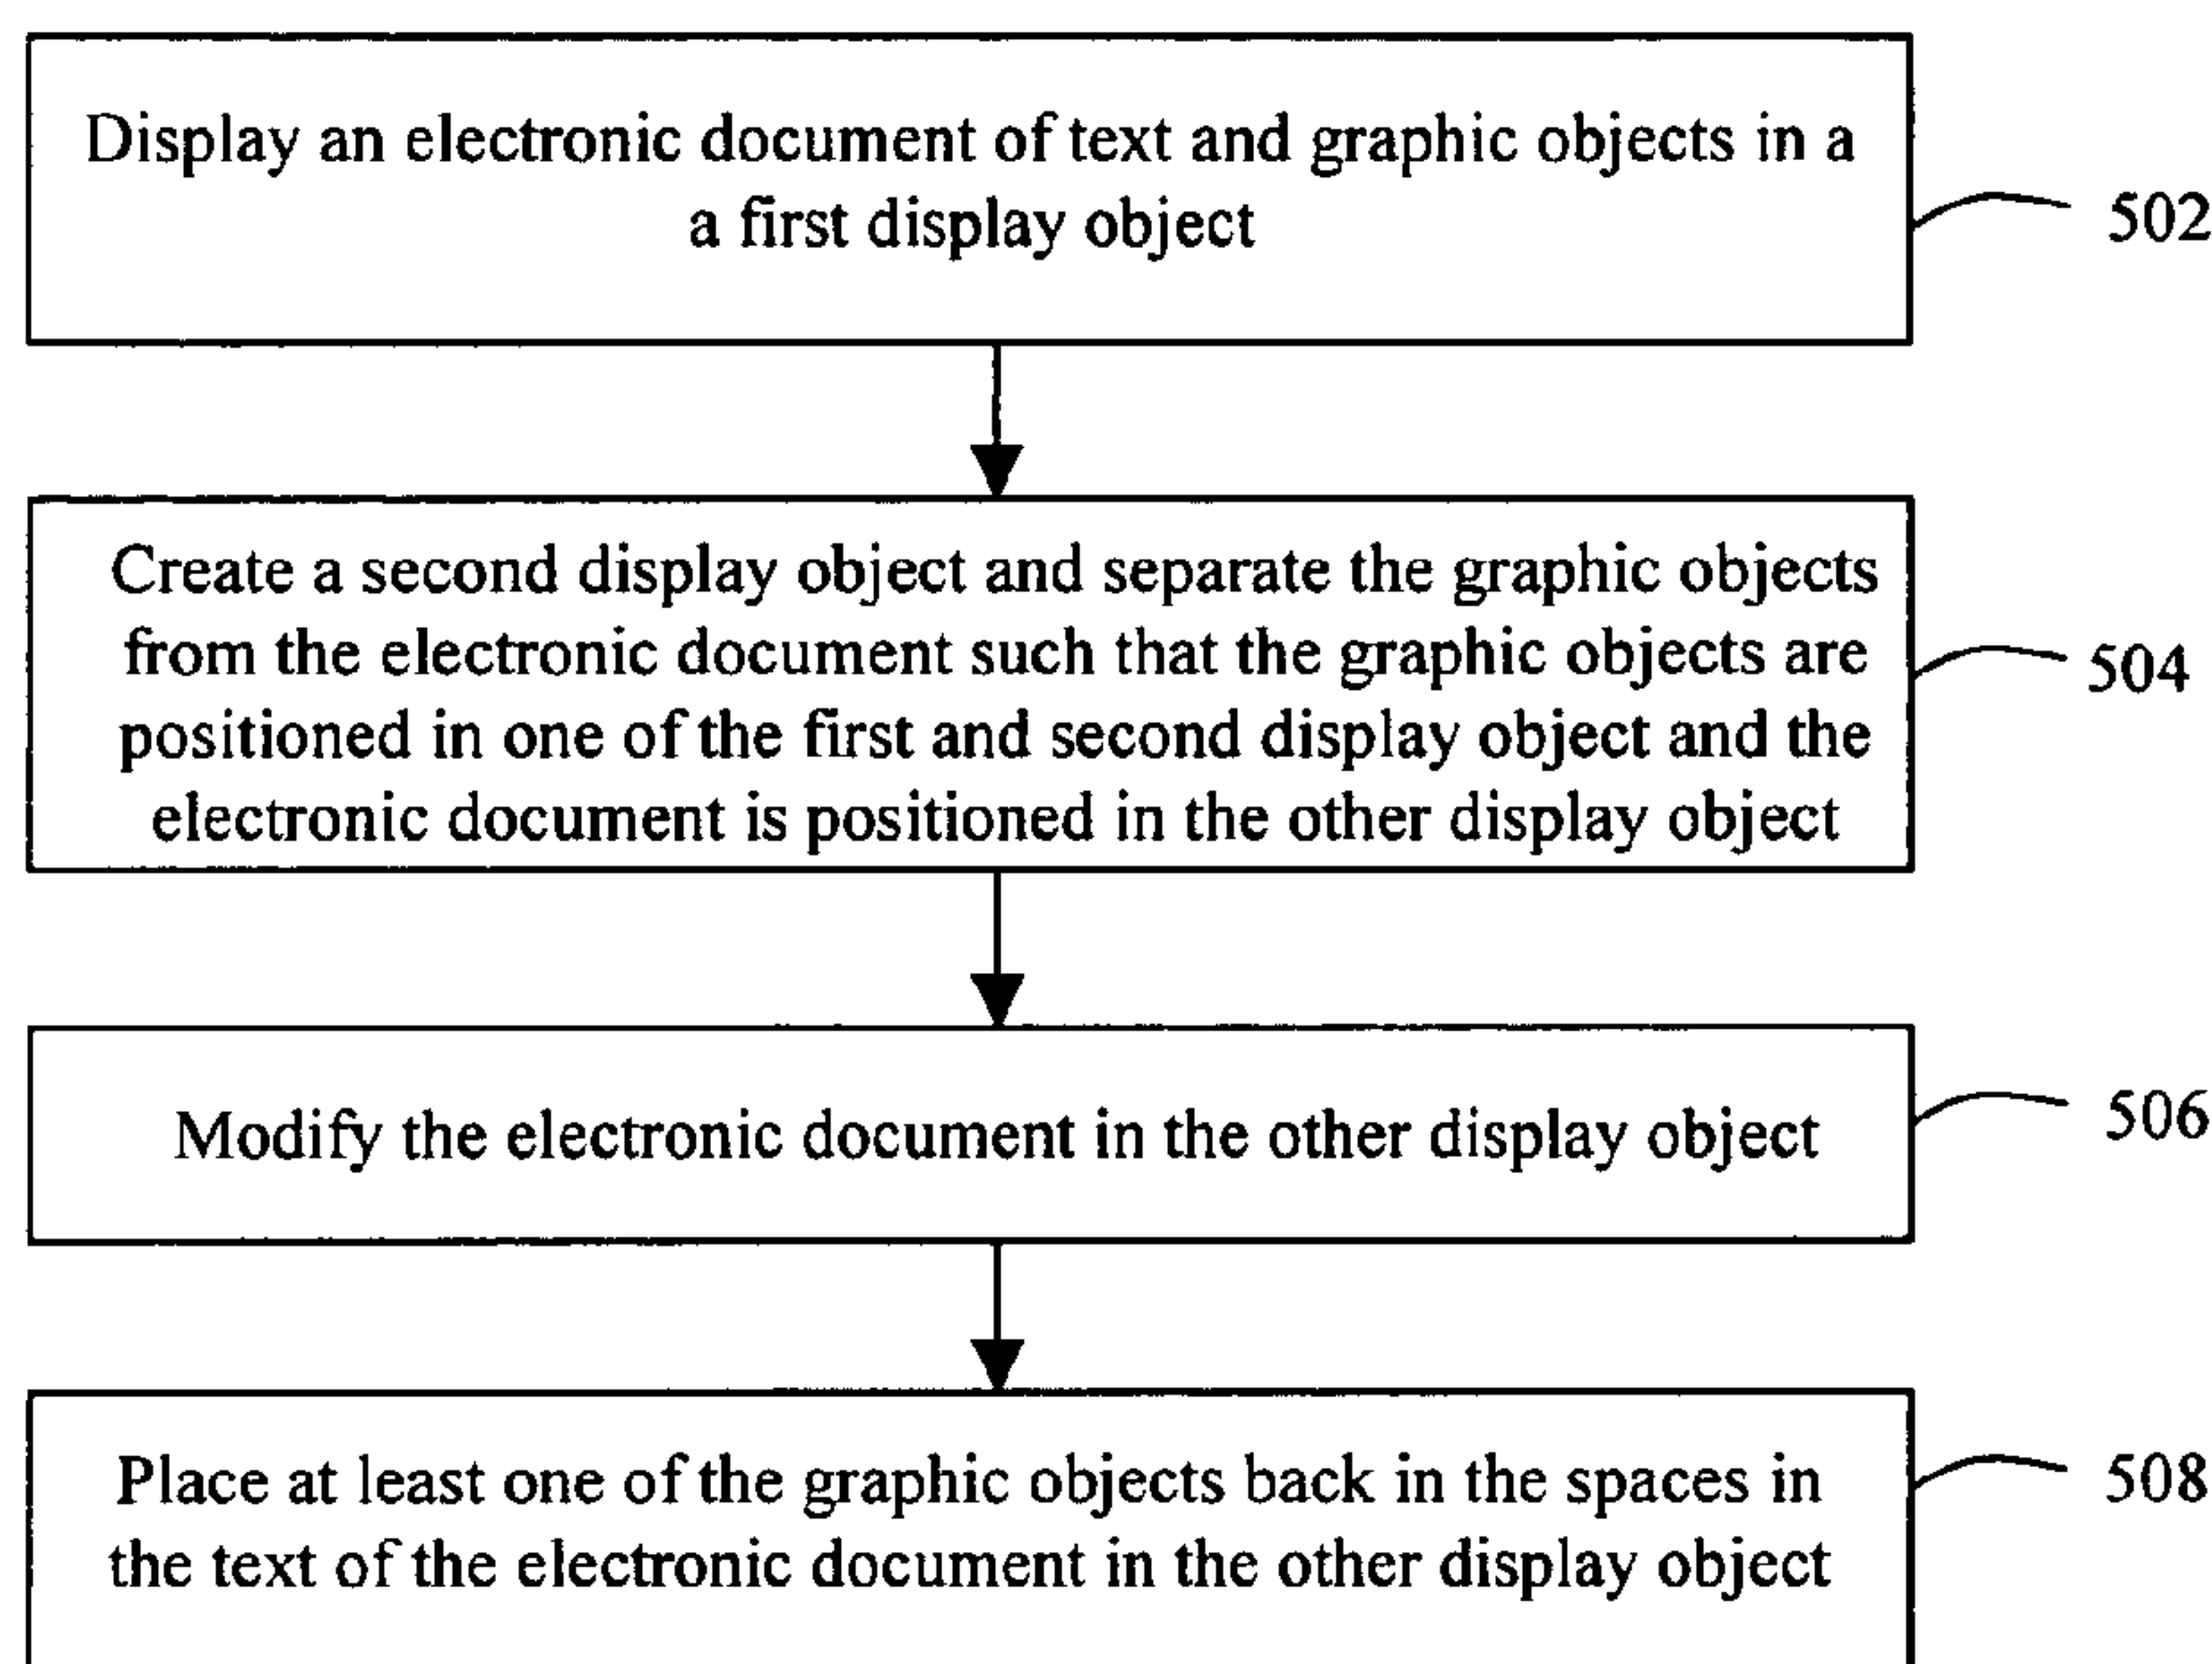 Display an electronic document of text and graphic objects in a
a first display object
502
Create a second display object and separate the graphic objects
from the electronic document such that the graphic objects are
positioned in one of the first and second display object and the
electronic document is positioned in the other display object
504
Modify the electronic document in the other display object
506
Place at least one of the graphic objects back in the spaces in
the text of the electronic document in the other display object
508